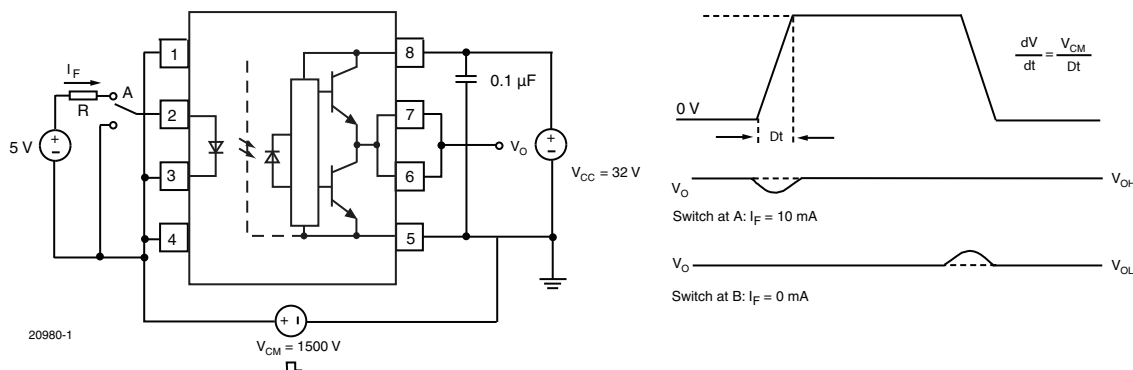 1
8
I_F
A
R
2
7
0.1 µF
5 V
V_O
3
6
V_CC = 32 V
4
5
20980-1
V_CM = 1500 V
dV/dt = V_CM/Dt
0 V
Dt
V_O
V_OH
Switch at A: I_F = 10 mA
V_O
V_OL
Switch at B: I_F = 0 mA